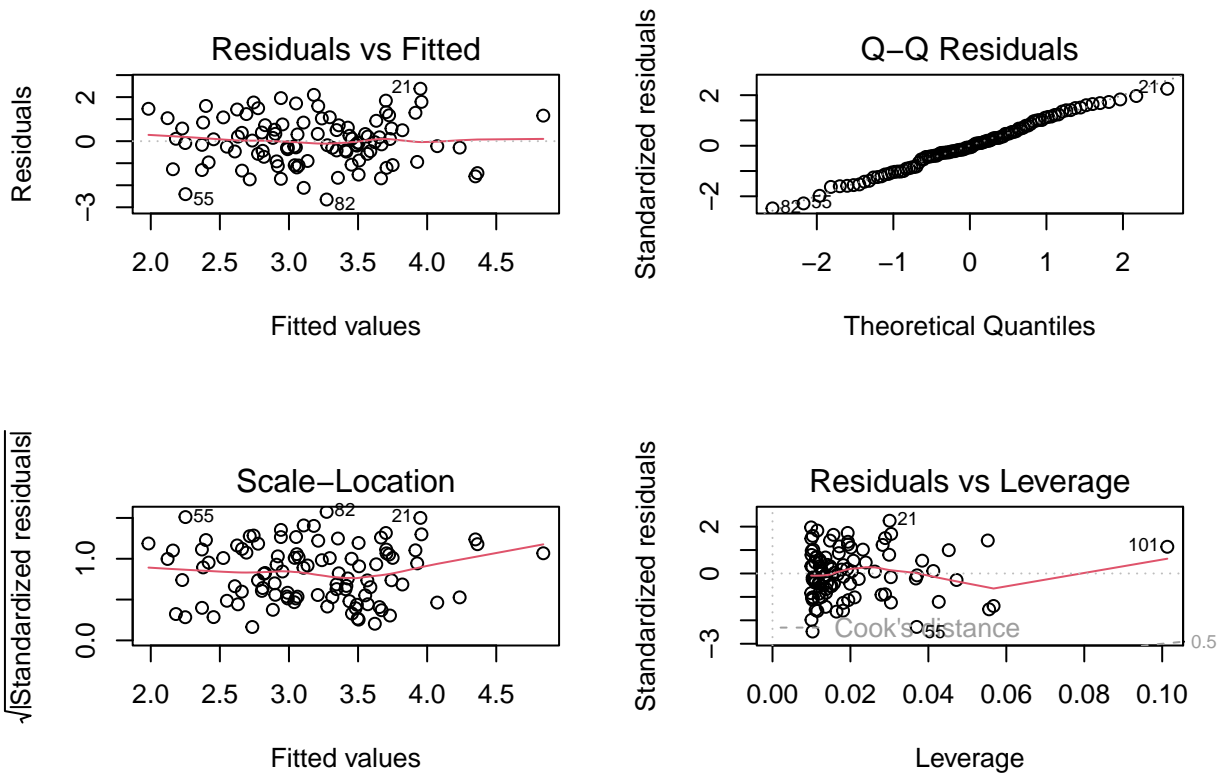 Residuals vs Fitted
Residuals
2
0
−3
21
55
82
2.0 2.5 3.0 3.5 4.0 4.5
Fitted values
Q−Q Residuals
Standardized residuals
2
0
−2
21
82
55
−2 −1 0 1 2
Theoretical Quantiles
Scale−Location
√|Standardized residuals|
1.0
0.0
55
82
21
2.0 2.5 3.0 3.5 4.0 4.5
Fitted values
Residuals vs Leverage
Standardized residuals
2
0
−3
21
101
55
Cook's distance
0.5
0.00 0.02 0.04 0.06 0.08 0.10
Leverage